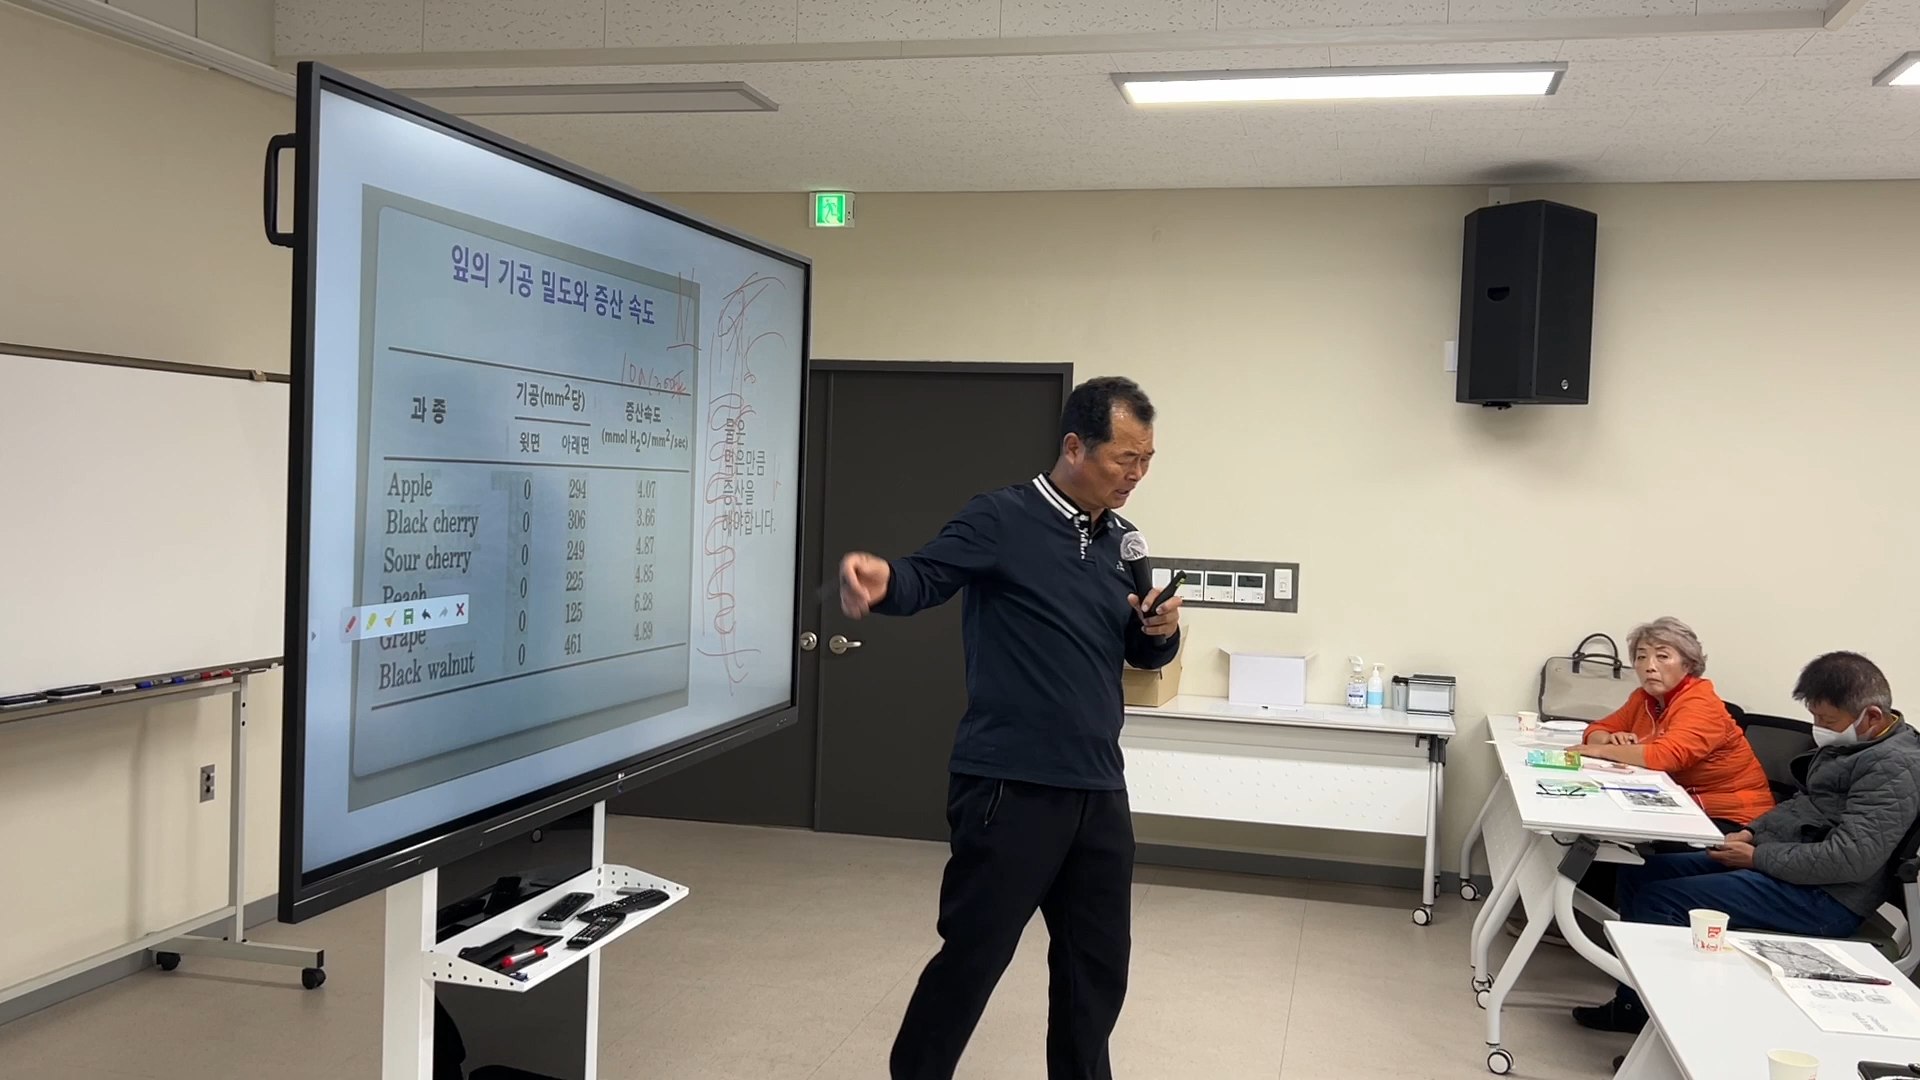 잎의 기공 밀도와 증산 속도
과 종 기공(mm2당) 증산속도
윗면 아래면 (mmol H2O/mm2/sec)
Apple 0 294 4.07
Black cherry 0 306 3.66
Sour cherry 0 249 4.87
Peach 0 225 4.85
Grape 0 125 6.28
Black walnut 0 461 4.89
물은
먹은만큼
증산을
해야합니다.
N
LG